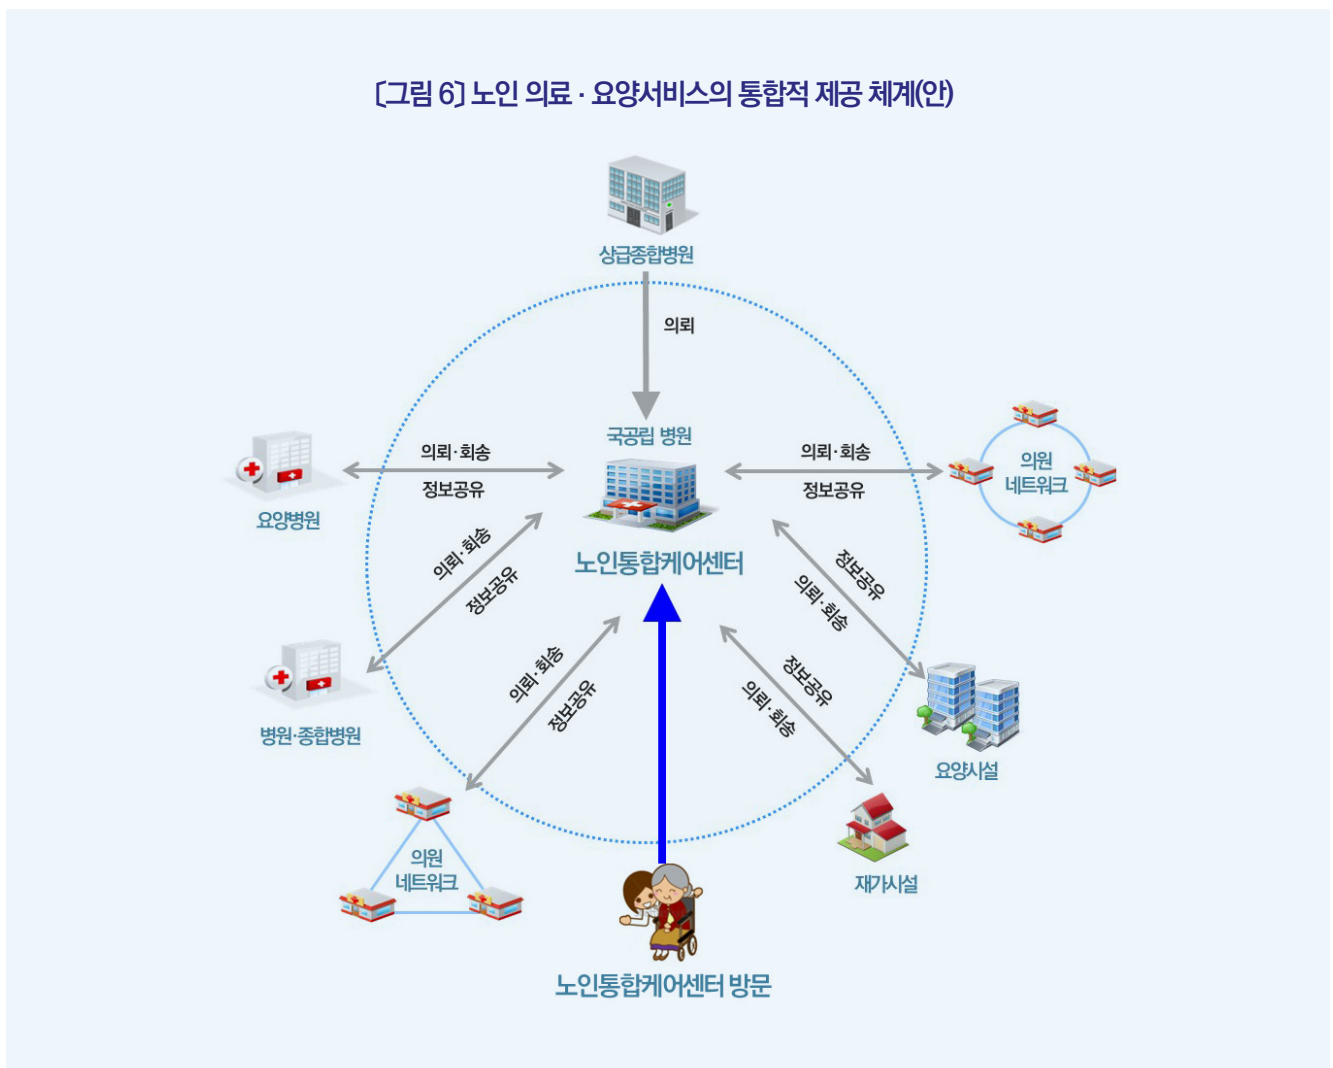 〔그림 6〕 노인 의료 · 요양서비스의 통합적 제공 체계(안)
상급종합병원
의뢰
국공립 병원
노인통합케어센터
의뢰·회송
정보공유
요양병원
의뢰·회송
정보공유
의원
네트워크
의뢰·회송
정보공유
병원·종합병원
정보공유
의뢰·회송
요양시설
의뢰·회송
정보공유
의원
네트워크
정보공유
의뢰·회송
재가시설
노인통합케어센터 방문